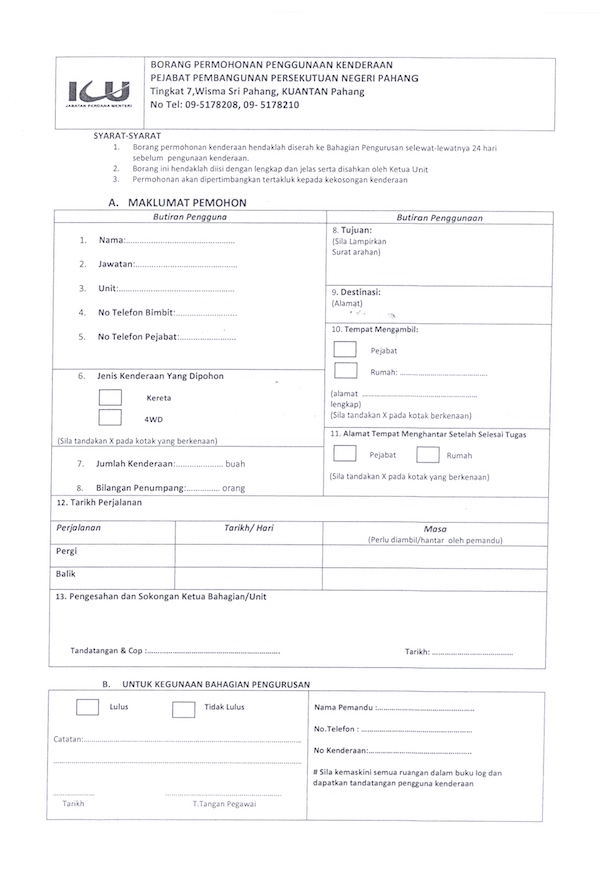 ICU
JABATAN PERDANA MENTERI
BORANG PERMOHONAN PENGGUNAAN KENDERAAN
PEJABAT PEMBANGUNAN PERSEKUTUAN NEGERI PAHANG
Tingkat 7,Wisma Sri Pahang, KUANTAN Pahang
No Tel: 09-5178208, 09- 5178210
SYARAT-SYARAT
1. Borang permohonan kenderaan hendaklah diserah ke Bahagian Pengurusan selewat-lewatnya 24 hari
sebelum pengunaan kenderaan.
2. Borang ini hendaklah diisi dengan lengkap dan jelas serta disahkan oleh Ketua Unit
3. Permohonan akan dipertimbangkan tertakluk kepada kekosongan kenderaan
A. MAKLUMAT PEMOHON
Butiran Pengguna
1. Nama:............................................
2. Jawatan:........................................
3. Unit:..............................................
4. No Telefon Bimbit:........................
5. No Telefon Pejabat:......................
6. Jenis Kenderaan Yang Dipohon
Kereta
4WD
(Sila tandakan X pada kotak yang berkenaan)
7. Jumlah Kenderaan:..................... buah
8. Bilangan Penumpang:............... orang
Butiran Penggunaan
8. Tujuan:
(Sila Lampirkan
Surat arahan)
9. Destinasi:
(Alamat)
10. Tempat Mengambil:
Pejabat
Rumah: ...................................
(alamat ..............................................
lengkap)
(Sila tandakan X pada kotak berkenaan)
11. Alamat Tempat Menghantar Setelah Selesai Tugas
Pejabat Rumah
(Sila tandakan X pada kotak yang berkenaan)
12. Tarikh Perjalanan
Perjalanan Tarikh/ Hari Masa
(Perlu diambil/hantar oleh pemandu)
Pergi
Balik
13. Pengesahan dan Sokongan Ketua Bahagian/Unit
Tandatangan & Cop :..................................................... Tarikh: ................................
B. UNTUK KEGUNAAN BAHAGIAN PENGURUSAN
Lulus Tidak Lulus
Catatan:.....................................................................................
...................................................................................................
................. ...............................................
Tarikh T.Tangan Pegawai
Nama Pemandu :.......................................
No.Telefon : .............................................
No Kenderaan:..........................................
# Sila kemaskini semua ruangan dalam buku log dan
dapatkan tandatangan pengguna kenderaan